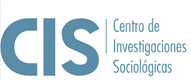 CIS
Centro de
Investigaciones
Sociológicas